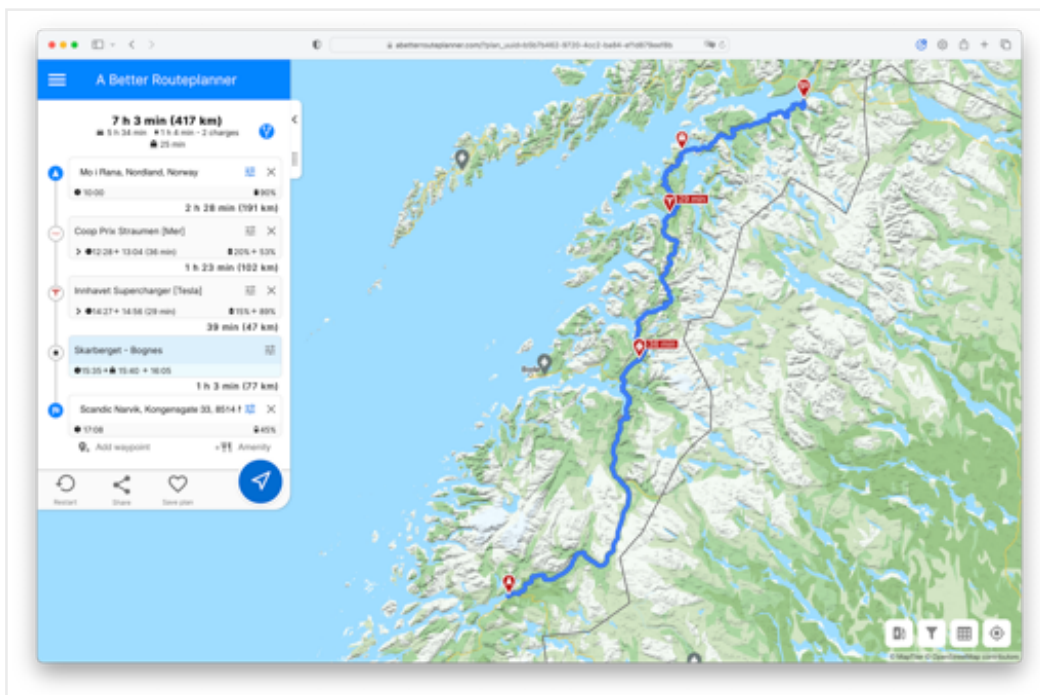 abetterrouteplanner.com/?plan_uuid=
A Better Routeplanner
7 h 3 min (417 km)
5 h 34 min 1 h 4 min - 2 charges
25 min
Mo i Rana, Nordland, Norway
10:00 90%
2 h 28 min (191 km)
Coop Prix Straumen [Mer]
12:28 → 13:04 (36 min) 20% → 53%
1 h 23 min (102 km)
Innhavet Supercharger [Tesla]
14:27 → 14:56 (29 min) 15% → 89%
39 min (47 km)
Skarberget - Bognes
15:35 → 15:40 → 16:05
1 h 3 min (77 km)
Scandic Narvik, Kongensgate 33, 8514 N
17:08 45%
Add waypoint
Amenity
Restart
Share
Save plan
29 min
36 min
Bodø
© MapTiler © OpenStreetMap contributors